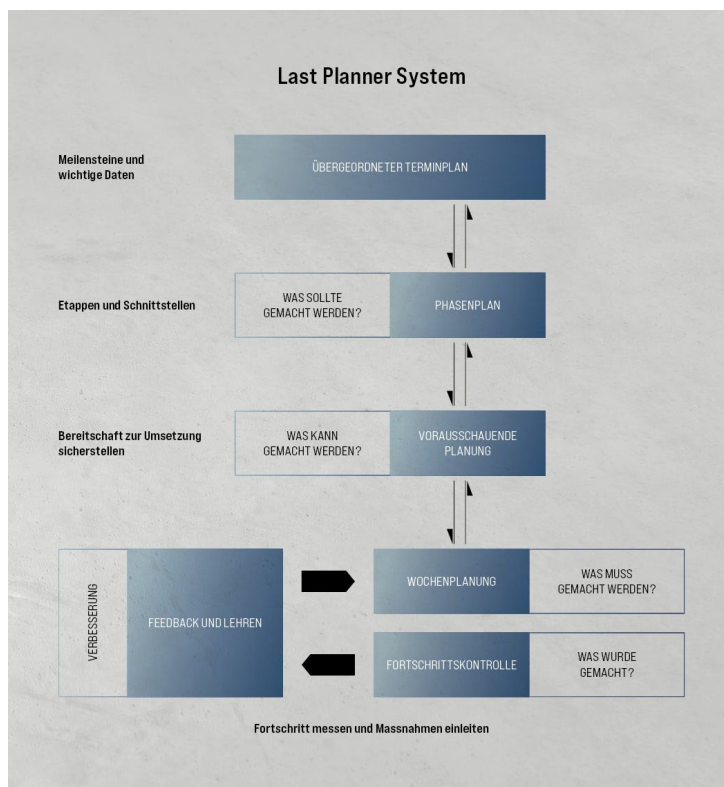 Last Planner System
Meilensteine und
wichtige Daten
ÜBERGEORDNETER TERMINPLAN
Etappen und Schnittstellen
WAS SOLLTE
GEMACHT WERDEN?
PHASENPLAN
Bereitschaft zur Umsetzung
sicherstellen
WAS KANN
GEMACHT WERDEN?
VORAUSSCHAUENDE
PLANUNG
VERBESSERUNG
FEEDBACK UND LEHREN
WOCHENPLANUNG
WAS MUSS
GEMACHT WERDEN?
FORTSCHRITTSKONTROLLE
WAS WURDE
GEMACHT?
Fortschritt messen und Massnahmen einleiten